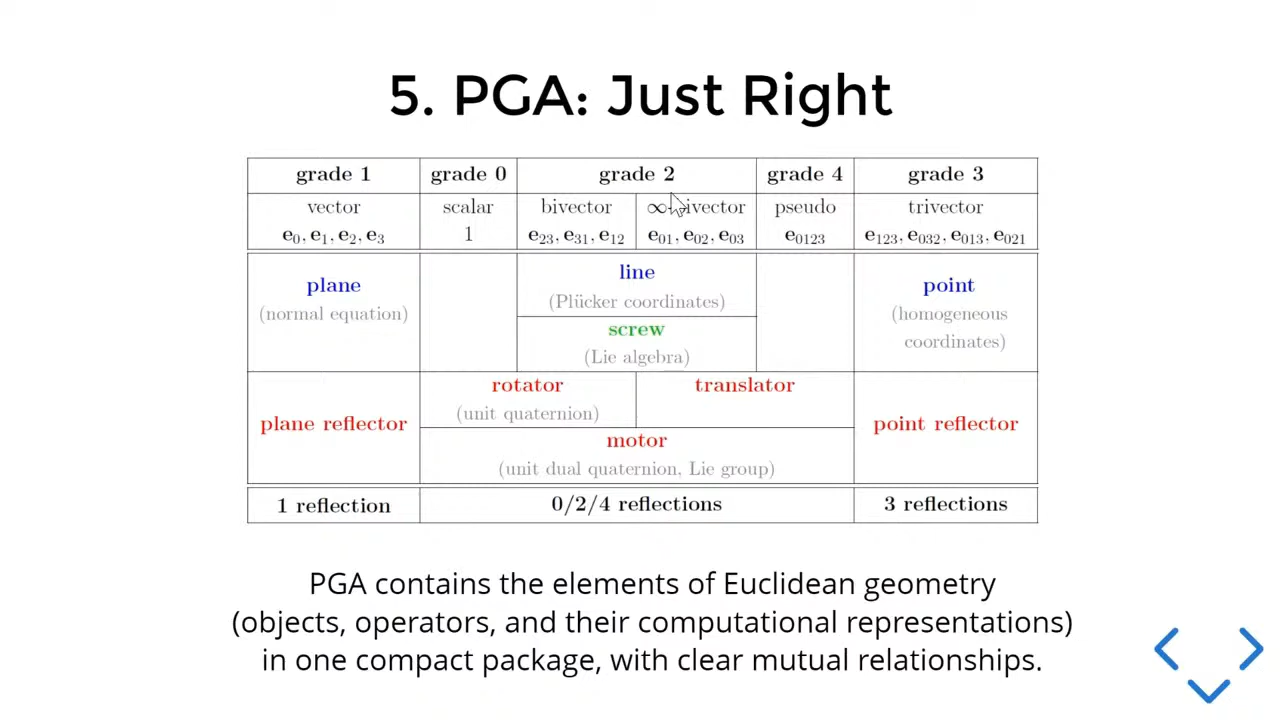 5. PGA: Just Right
grade 1 grade 0 grade 2 grade 4 grade 3
vector scalar bivector ∞ pseudo trivector
e₀, e₁, e₂, e₃ 1 e₂₃, e₃₁, e₁₂ e₀₁, e₀₂, e₀₃ e₀₁₂₃ e₁₂₃, e₀₃₂, e₀₁₃, e₀₂₁
plane line point
(normal equation) (Plücker coordinates) (homogeneous
screw coordinates)
(Lie algebra)
rotator translator
(unit quaternion)
plane reflector motor point reflector
(unit dual quaternion, Lie group)
1 reflection 0/2/4 reflections 3 reflections
PGA contains the elements of Euclidean geometry
(objects, operators, and their computational representations)
in one compact package, with clear mutual relationships.